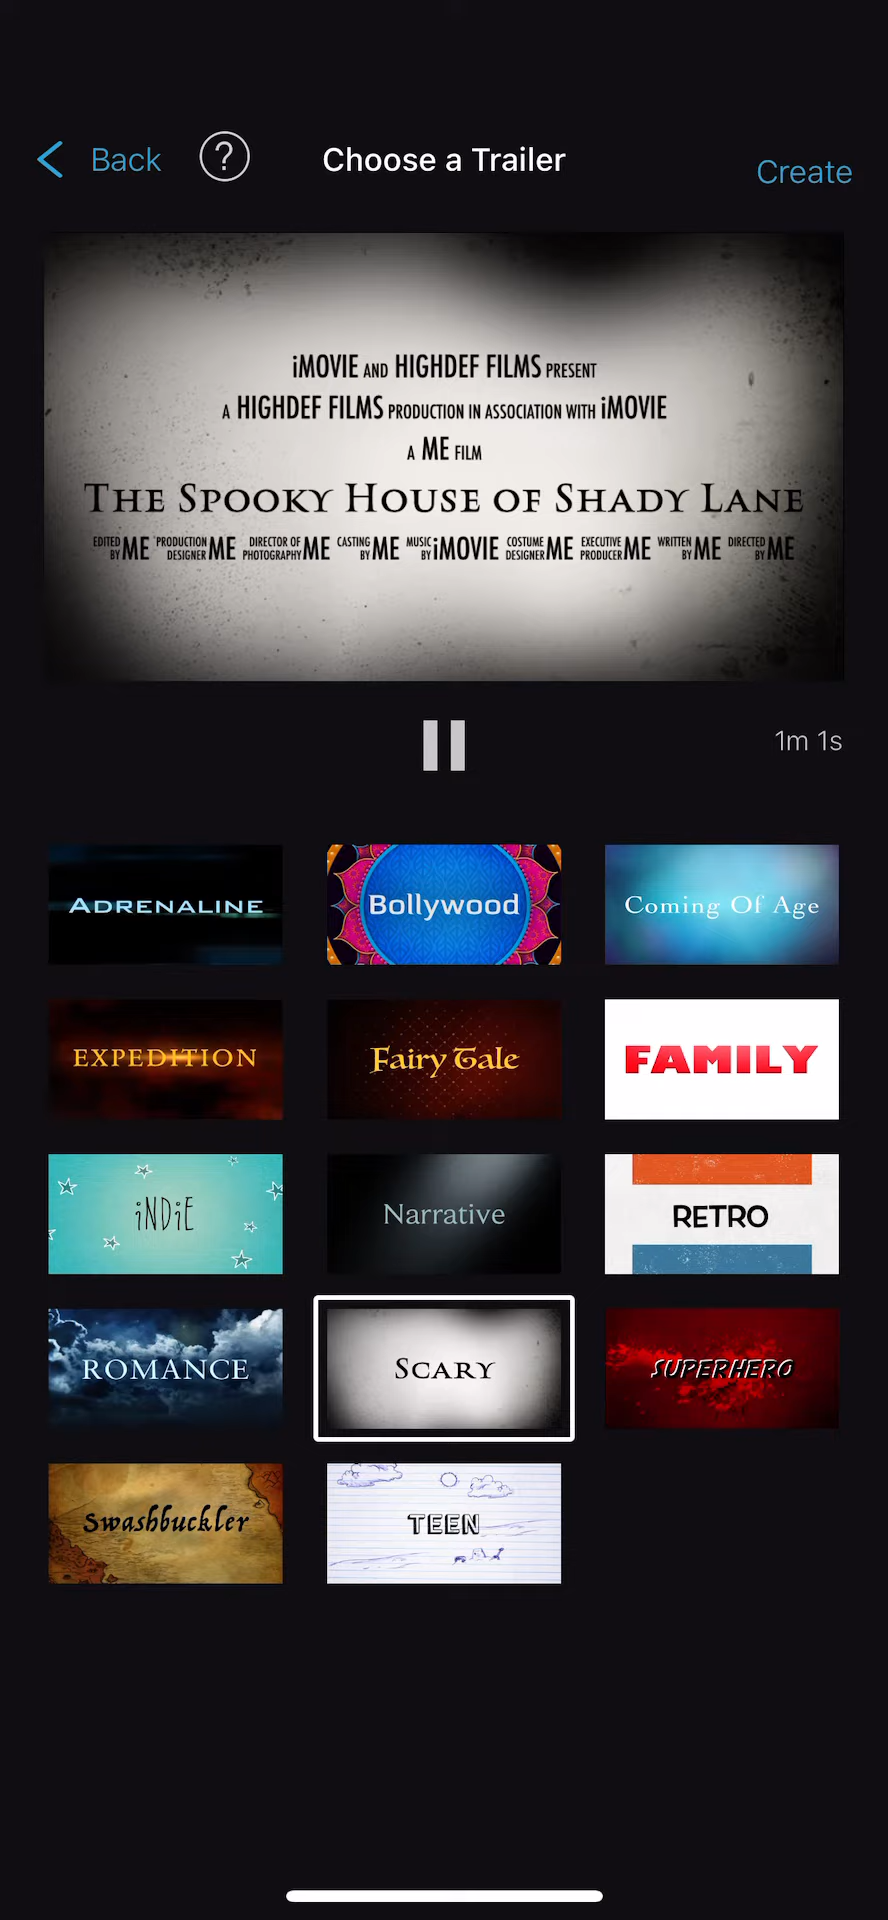 Back ? Choose a Trailer Create
iMOVIE AND HIGHDEF FILMS PRESENT
A HIGHDEF FILMS PRODUCTION IN ASSOCIATION WITH iMOVIE
A ME FILM
THE SPOOKY HOUSE OF SHADY LANE
EDITED BY ME PRODUCTION DESIGNER ME DIRECTOR OF PHOTOGRAPHY ME CASTING BY ME MUSIC BY iMOVIE COSTUME DESIGNER ME EXECUTIVE PRODUCER ME WRITTEN BY ME DIRECTED BY ME
1m 1s
ADRENALINE Bollywood Coming Of Age
EXPEDITION Fairy Tale FAMILY
iNDiE Narrative RETRO
ROMANCE SCARY SUPERHERO
Swashbuckler TEEN